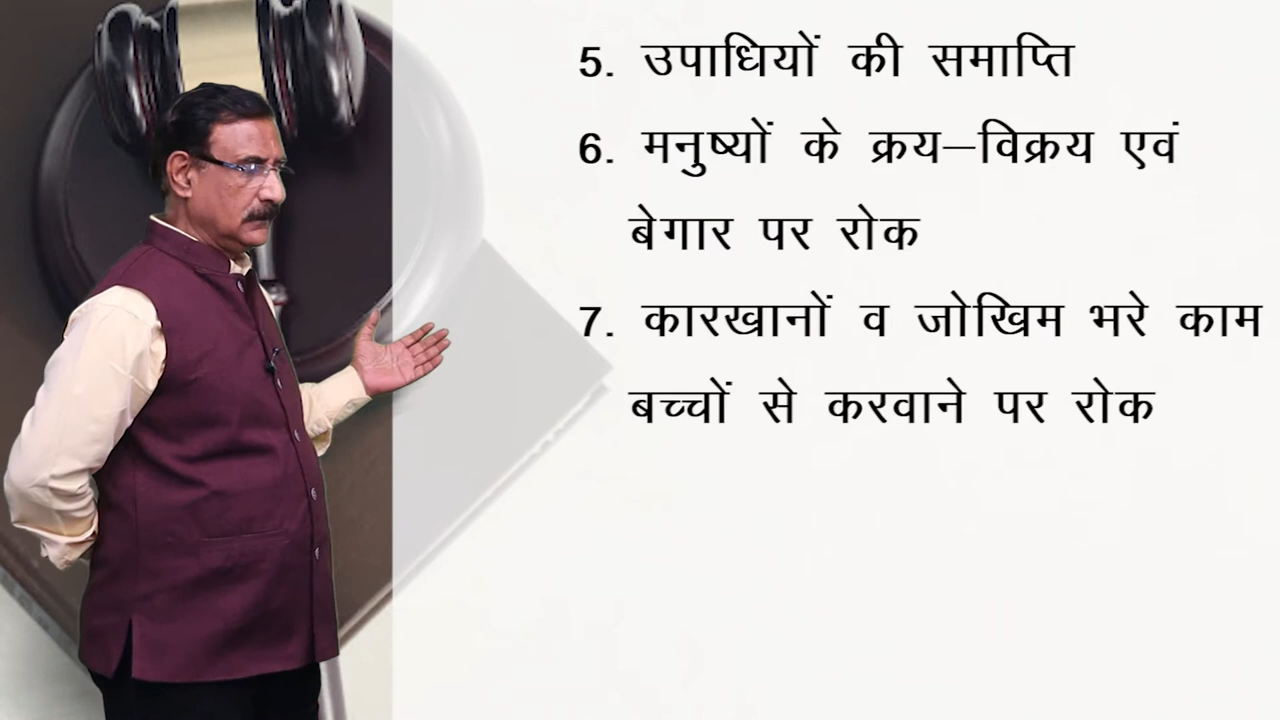 5. उपाधियों की समाप्ति
6. मनुष्यों के क्रय–विक्रय एवं
बेगार पर रोक
7. कारखानों व जोखिम भरे काम
बच्चों से करवाने पर रोक